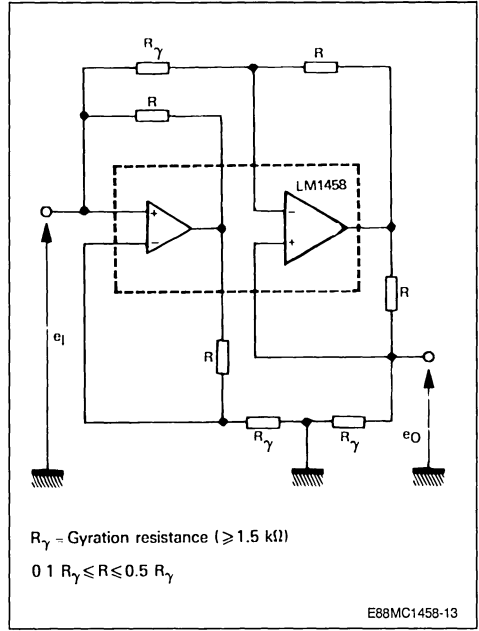 Rγ
R
R
LM1458
+
−
−
+
R
eI
R
Rγ
Rγ
eO
Rγ = Gyration resistance (⩾1.5 kΩ)
0 1 Rγ⩽R⩽0.5 Rγ
E88MC1458-13